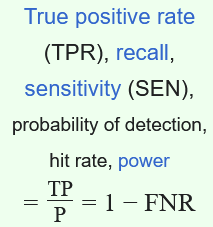 True positive rate
(TPR), recall,
sensitivity (SEN),
probability of detection,
hit rate, power
= TP/P = 1 − FNR